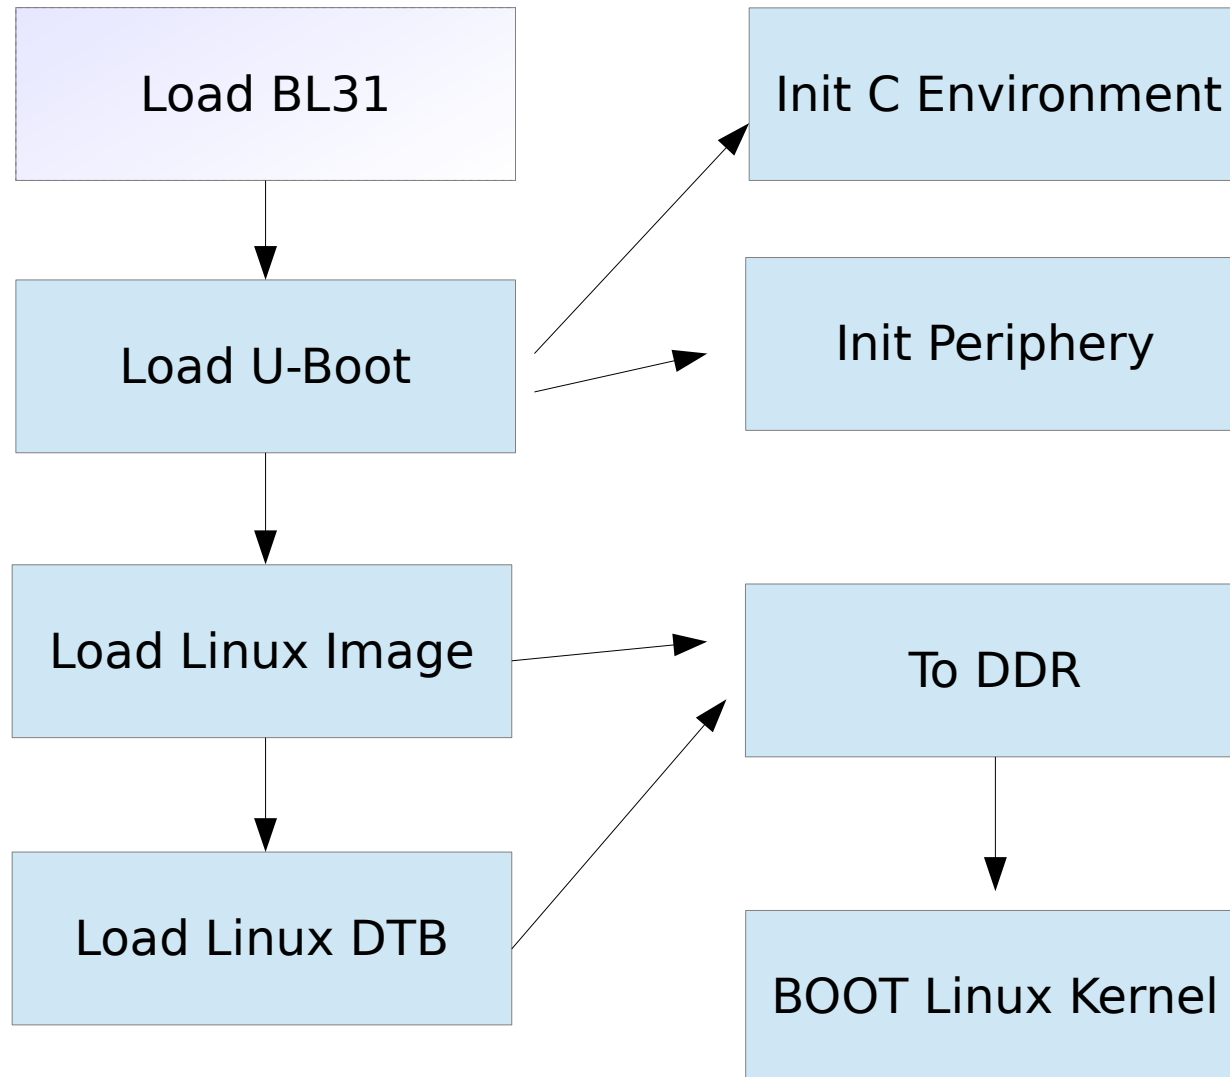 Load BL31
Init C Environment
Load U-Boot
Init Periphery
Load Linux Image
To DDR
Load Linux DTB
BOOT Linux Kernel